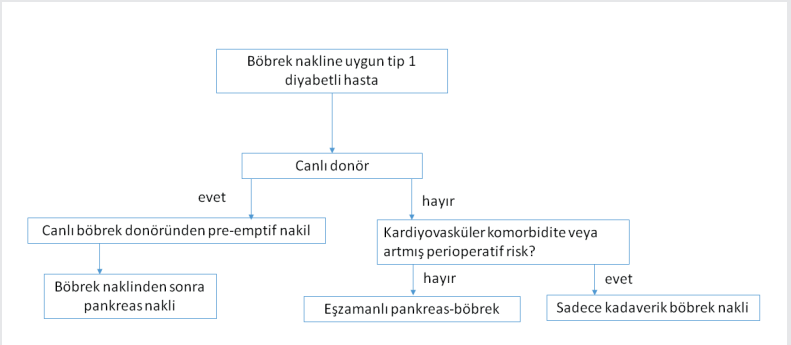 Böbrek nakline uygun tip 1
diyabetli hasta
Canlı donör
evet
hayır
Canlı böbrek donöründen pre-emptif nakil
Kardiyovasküler komorbidite veya
artmış perioperatif risk?
Böbrek naklinden sonra
pankreas nakli
hayır
evet
Eşzamanlı pankreas-böbrek
Sadece kadaverik böbrek nakli